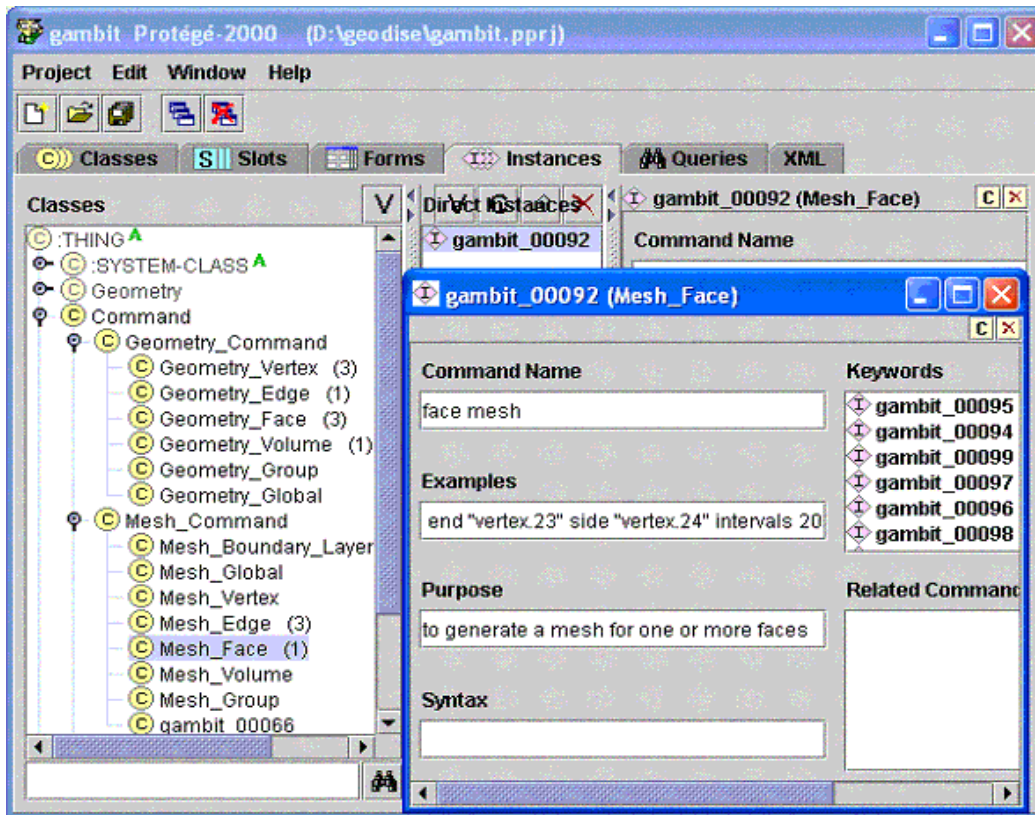 gambit Protégé-2000 (D:\geodise\gambit.pprj)
Project Edit Window Help
C Classes S Slots Forms I Instances Queries XML
Classes V
Direct Instances
gambit_00092 (Mesh_Face) C
C :THING A
C :SYSTEM-CLASS A
C Geometry
C Command
C Geometry_Command
C Geometry_Vertex (3)
C Geometry_Edge (1)
C Geometry_Face (3)
C Geometry_Volume (1)
C Geometry_Group
C Geometry_Global
C Mesh_Command
C Mesh_Boundary_Layer
C Mesh_Global
C Mesh_Vertex
C Mesh_Edge (3)
C Mesh_Face (1)
C Mesh_Volume
C Mesh_Group
C gambit_00066
I gambit_00092
Command Name
I gambit_00092 (Mesh_Face)
C
Command Name
face mesh
Examples
end "vertex.23" side "vertex.24" intervals 20
Purpose
to generate a mesh for one or more faces
Syntax
Keywords
I gambit_00095
I gambit_00094
I gambit_00099
I gambit_00097
I gambit_00096
I gambit_00098
Related Command